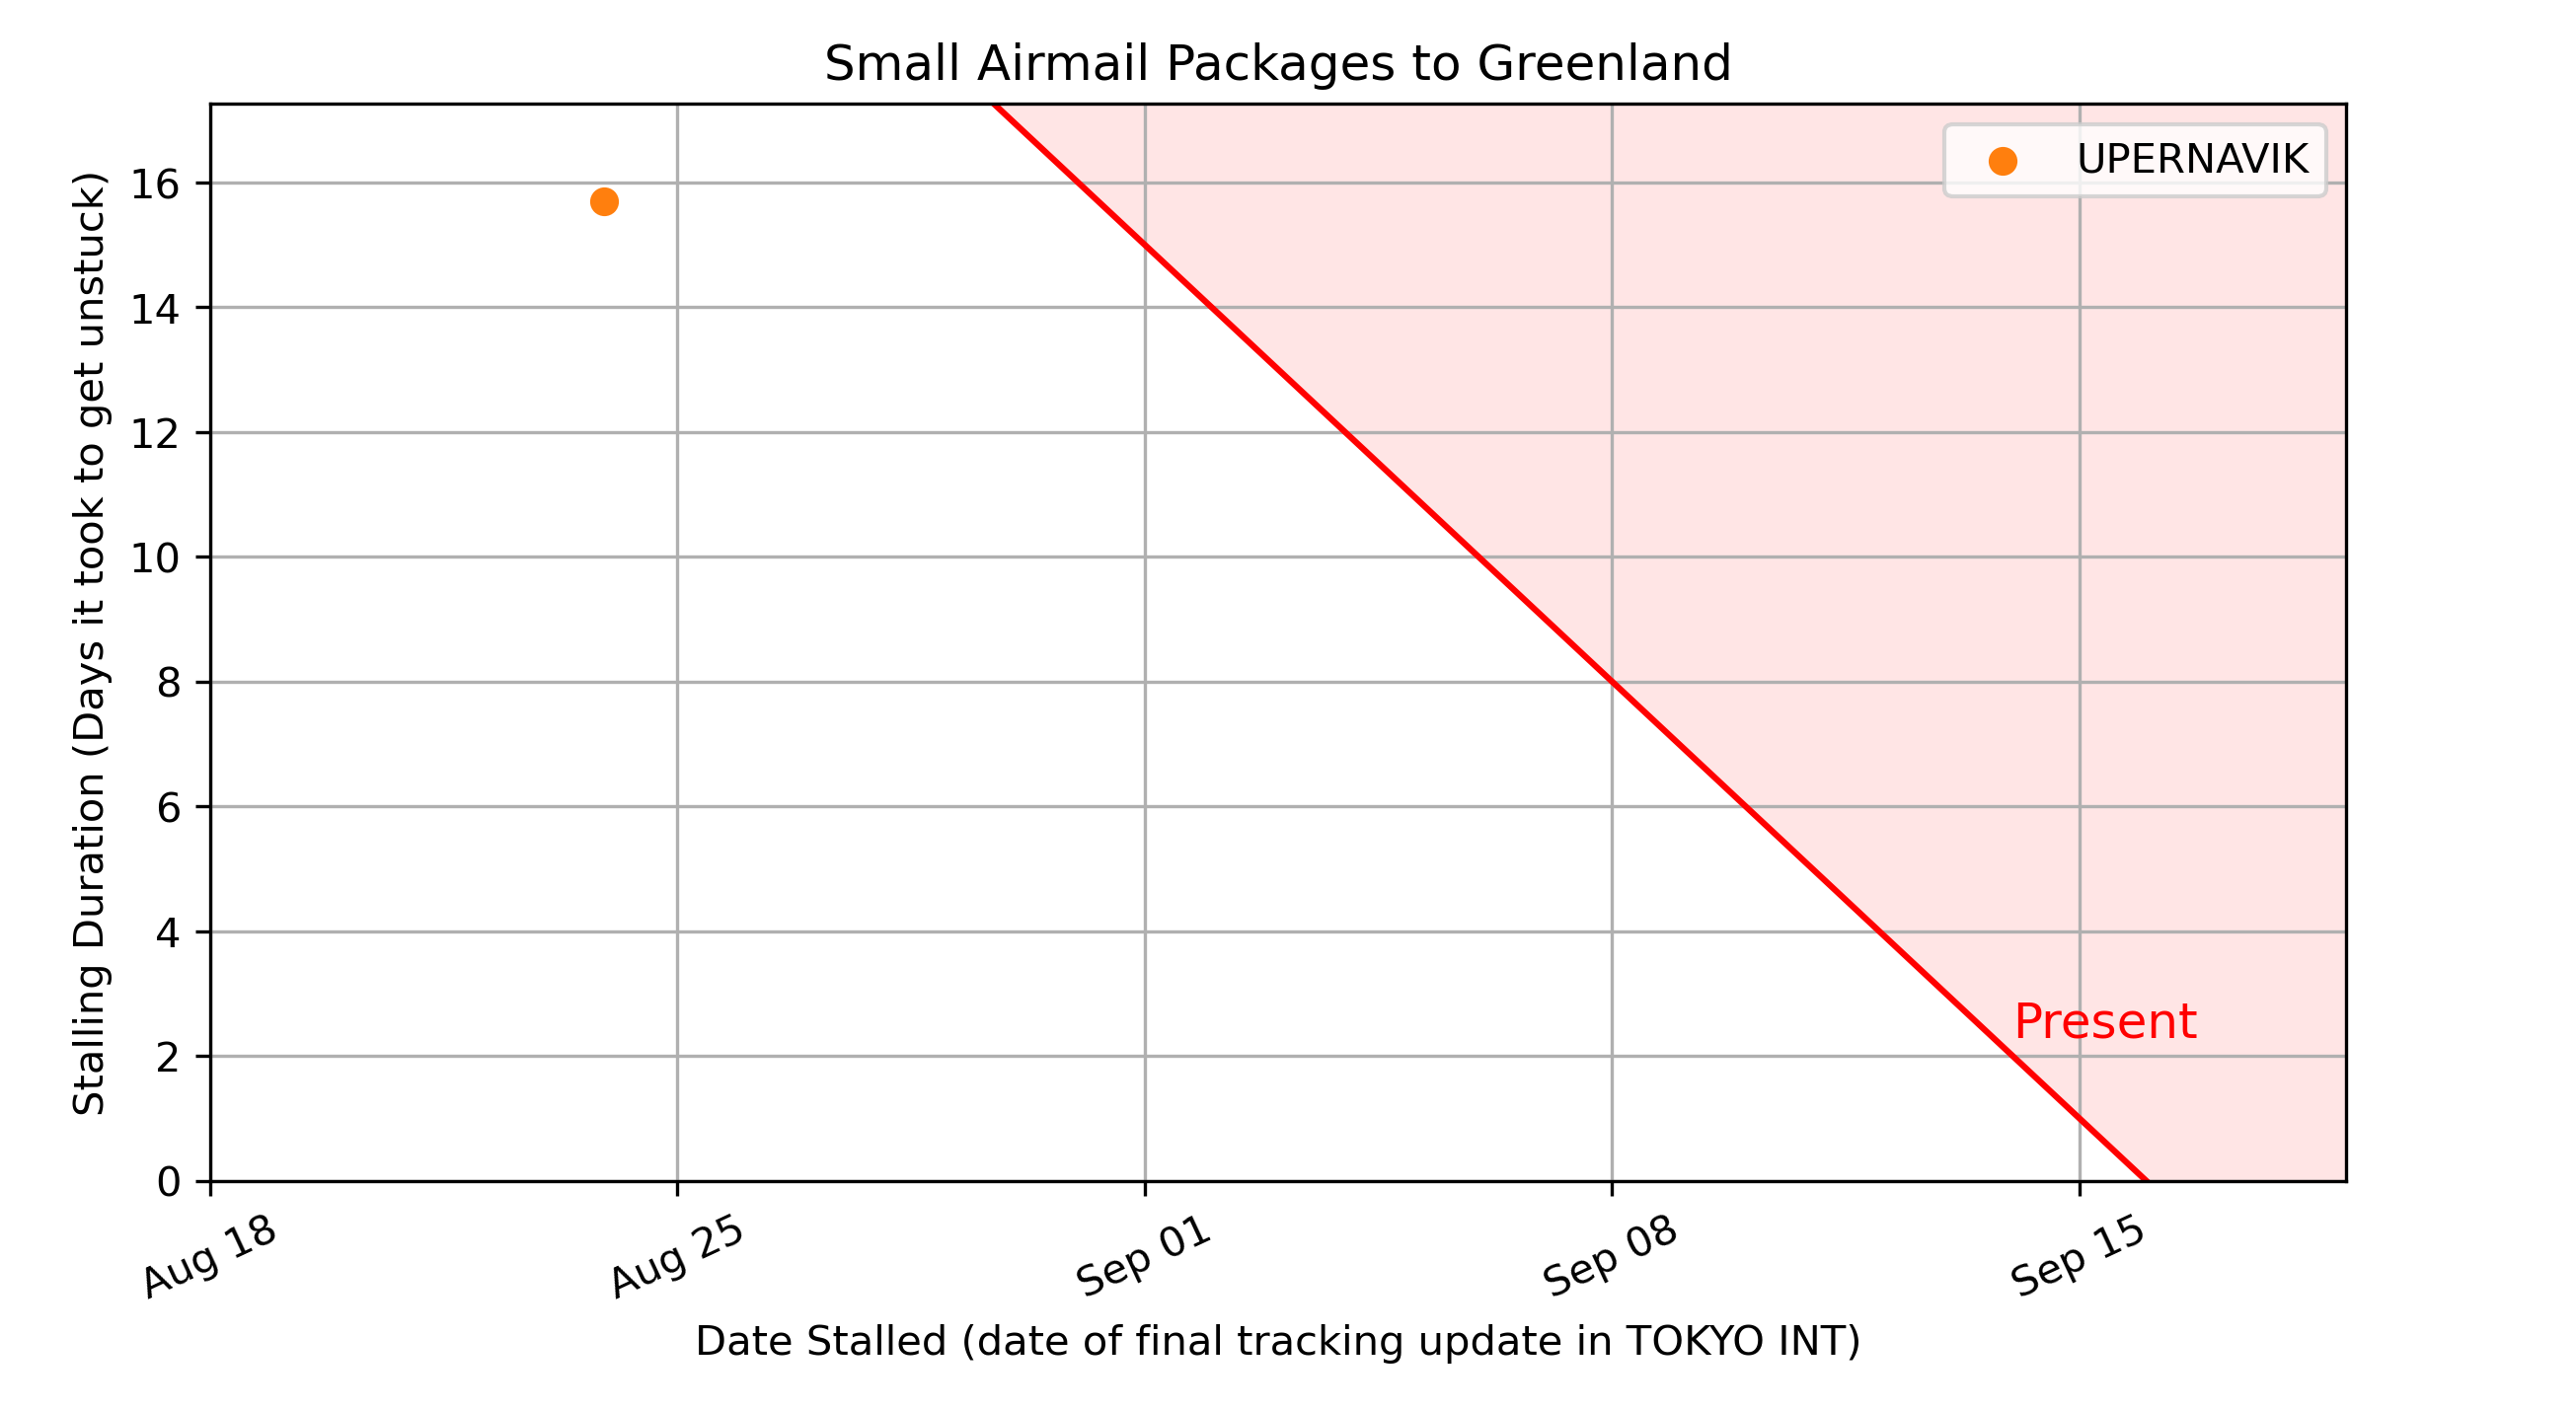 Small Airmail Packages to Greenland
UPERNAVIK
Stalling Duration (Days it took to get unstuck)
16
14
12
10
8
6
4
2
0
Present
Aug 18
Aug 25
Sep 01
Sep 08
Sep 15
Date Stalled (date of final tracking update in TOKYO INT)